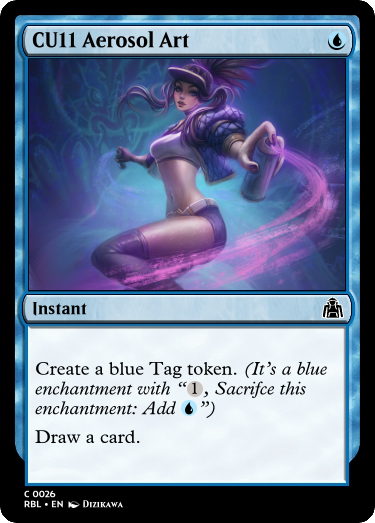 CU11 Aerosol Art
Instant
Create a blue Tag token. (It's a blue
enchantment with “1, Sacrifce this
enchantment: Add ”)
Draw a card.
C 0026
RBL • EN Dizikawa